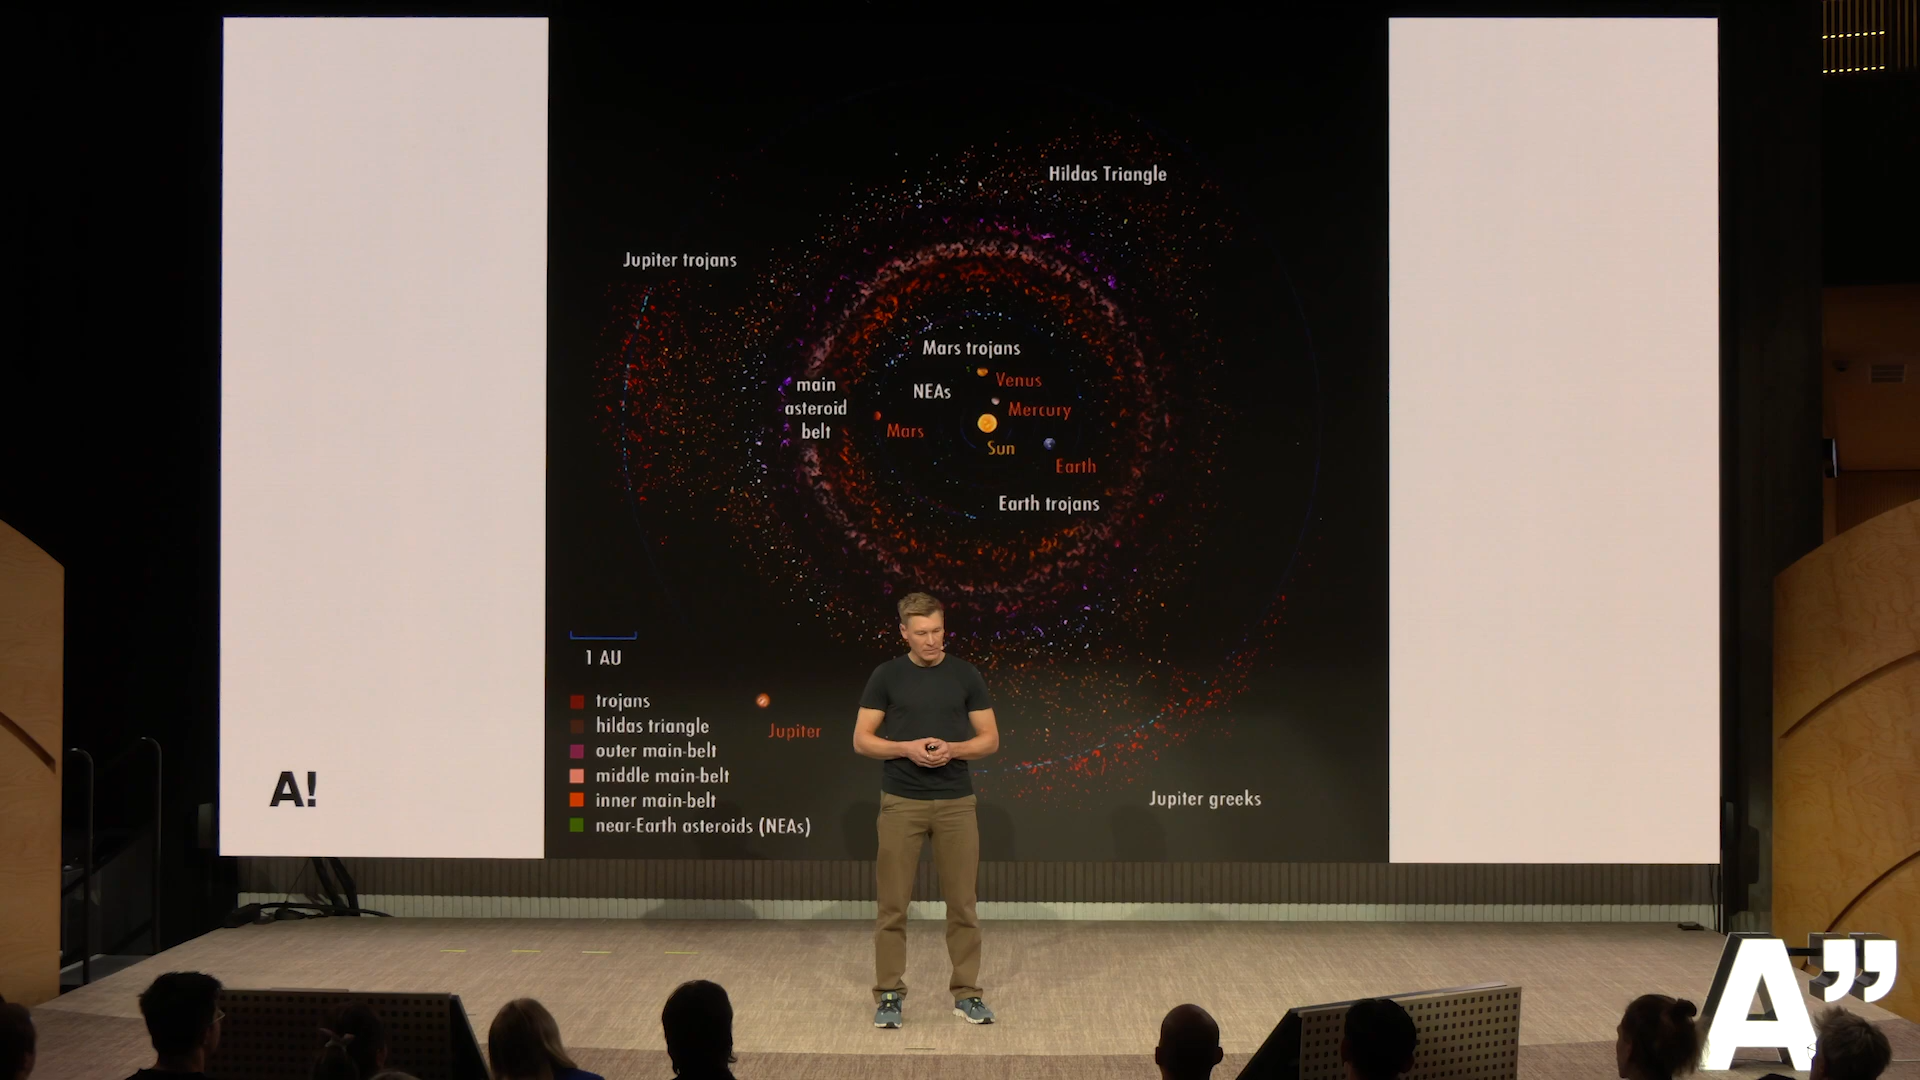 Hildas Triangle
Jupiter trojans
Mars trojans
Venus
NEAs
main
asteroid
belt
Mercury
Mars
Sun
Earth
Earth trojans
1 AU
trojans
hildas triangle
outer main-belt
middle main-belt
inner main-belt
near-Earth asteroids (NEAs)
Jupiter
Jupiter greeks
A!
A”